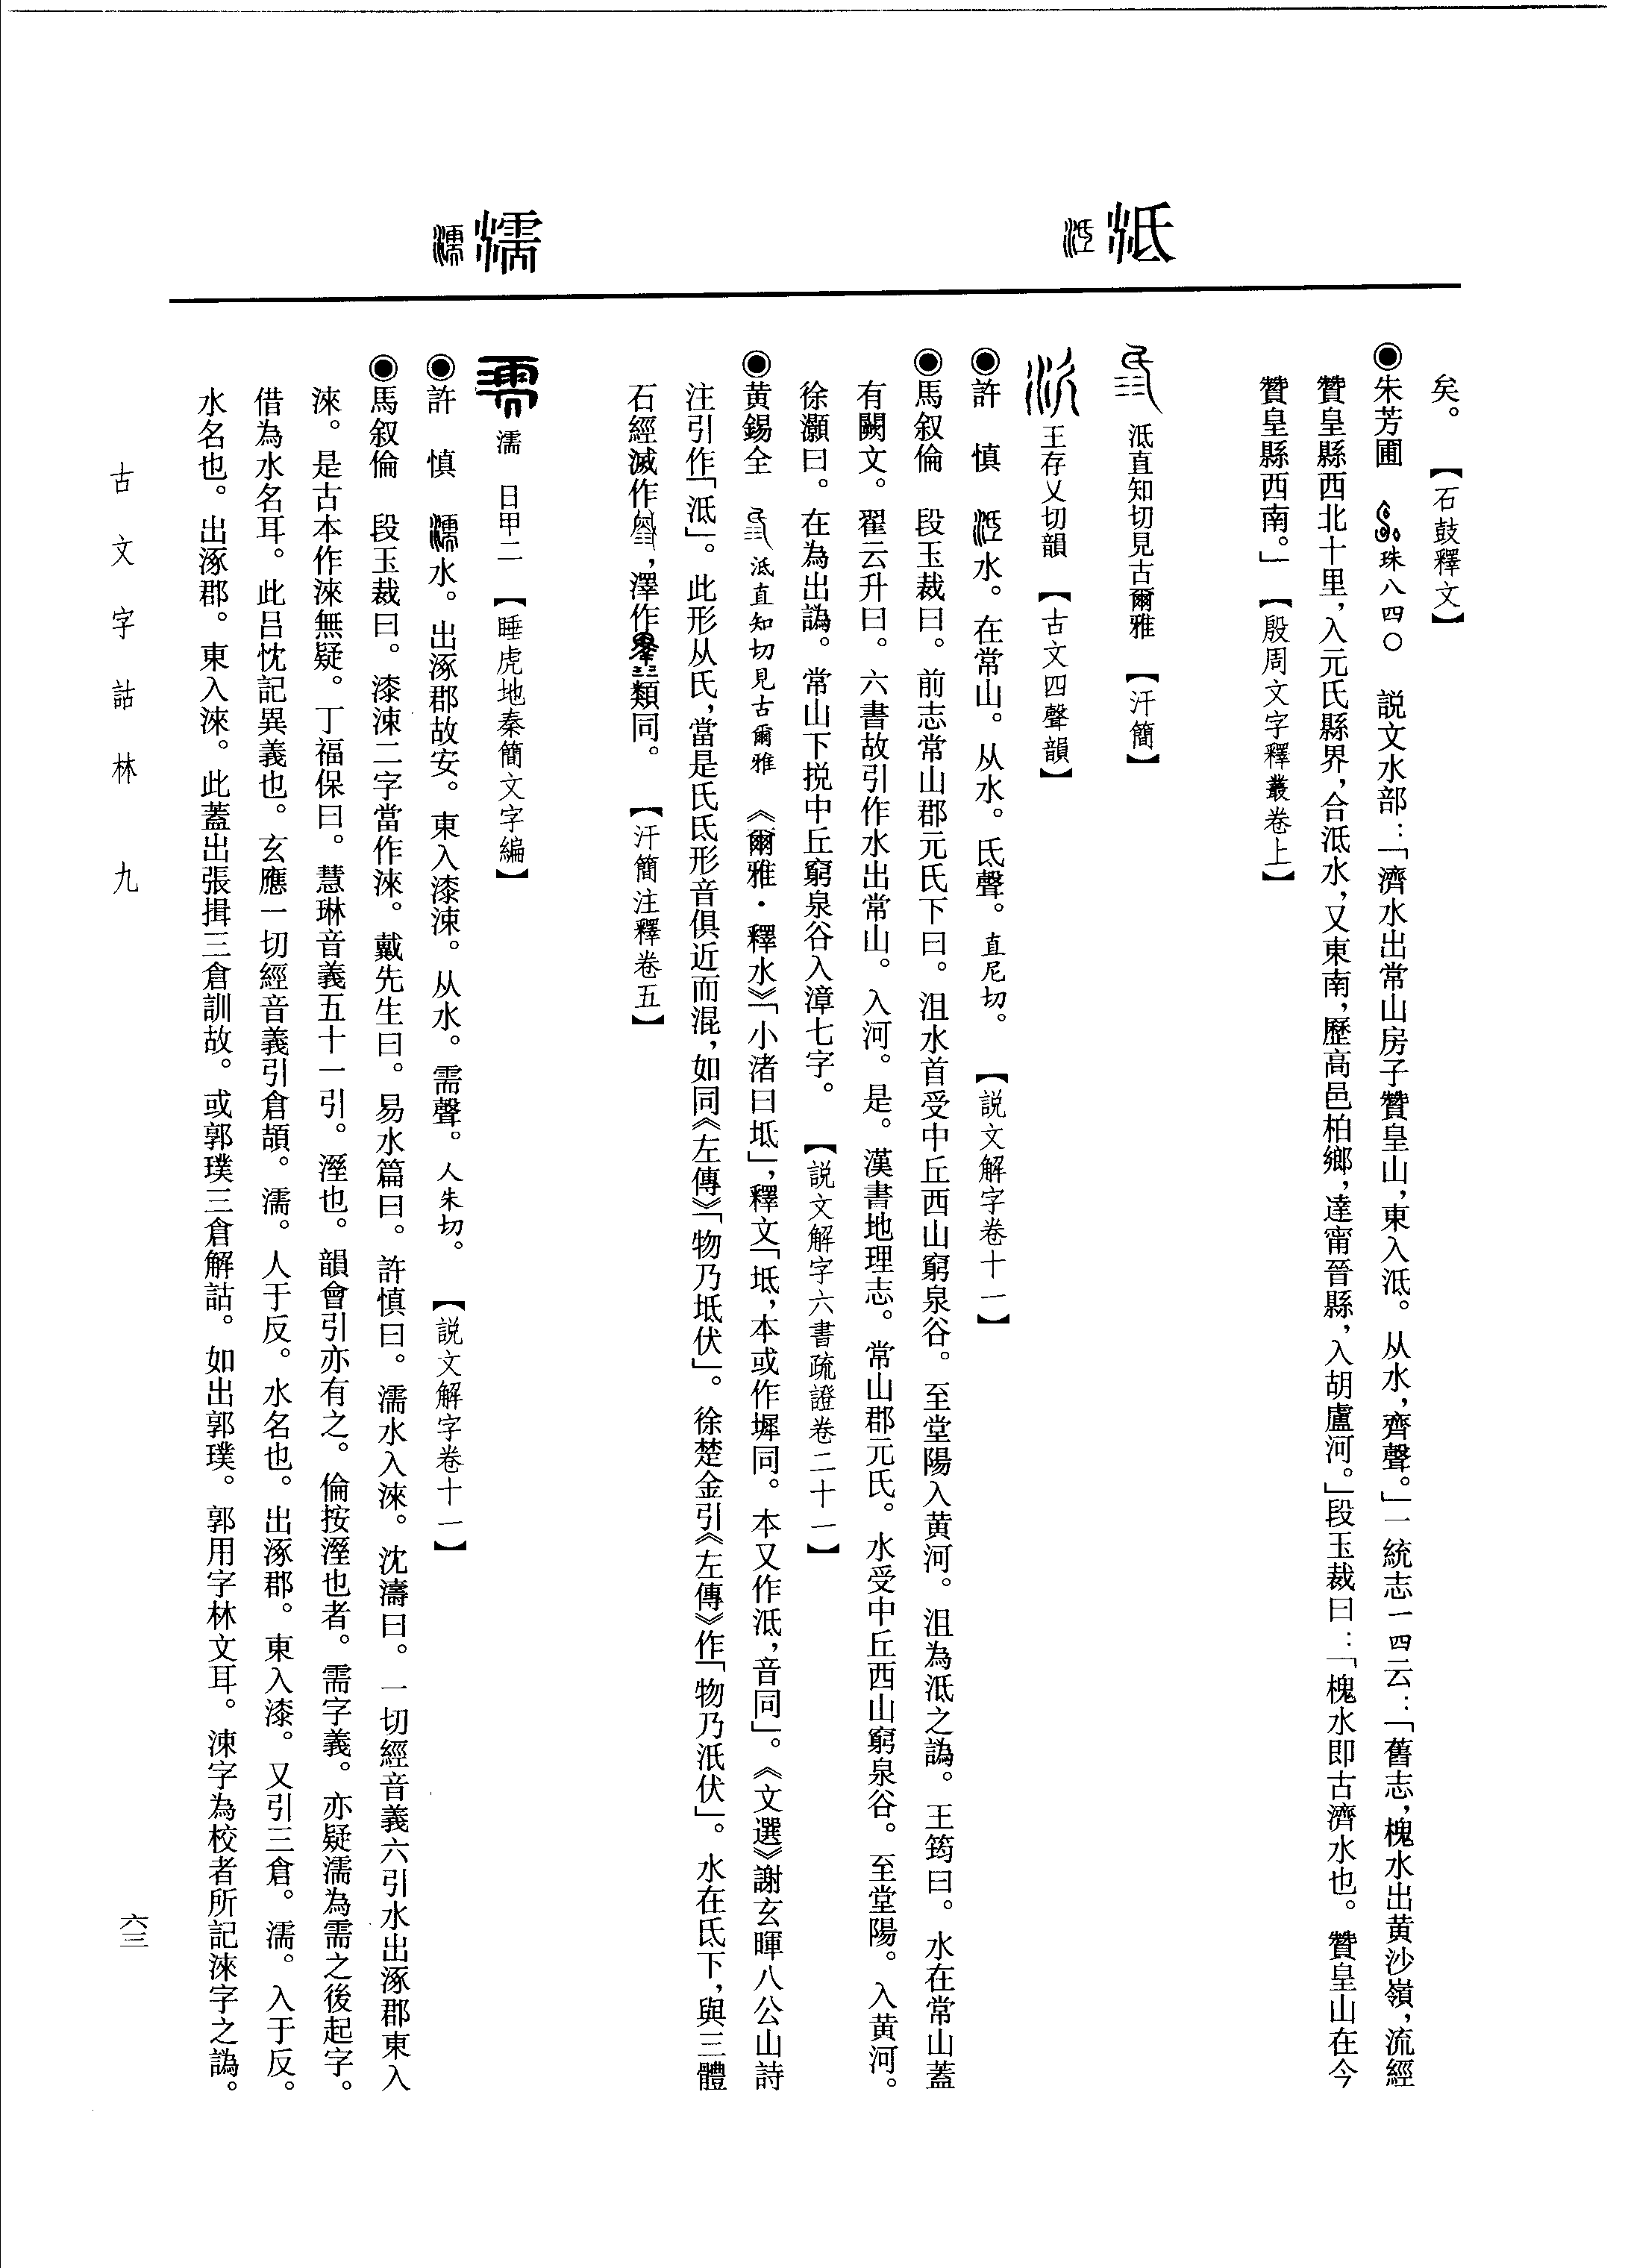 泜
濡
矣。　【石鼓釋文】
◉朱芳圃　珠八四〇　説文水部：「濟水出常山房子贊皇山，東入泜。从水，齊聲。」一統志一四云：「舊志，槐水出黄沙嶺，流經
贊皇縣西北十里，入元氏縣界，合泜水，又東南，歷高邑柏鄉，達甯晉縣，入胡盧河。」段玉裁曰：「槐水即古濟水也。贊皇山在今
贊皇縣西南。」　【殷周文字釋叢卷上】
泜直知切見古爾雅　【汗簡】
王存乂切韻　【古文四聲韻】
◉許　慎　水。在常山。从水。氐聲。直尼切。　【説文解字卷十一】
◉馬叙倫　段玉裁曰。前志常山郡元氏下曰。沮水首受中丘西山窮泉谷。至堂陽入黄河。沮為泜之譌。王筠曰。水在常山蓋
有闕文。翟云升曰。六書故引作水出常山。入河。是。漢書地理志。常山郡元氏。水受中丘西山窮泉谷。至堂陽。入黄河。
徐灝曰。在為出譌。常山下挩中丘窮泉谷入漳七字。　【説文解字六書疏證卷二十一】
◉黄錫全　泜直知切見古爾雅　《爾雅・釋水》「小渚曰坻」，釋文「坻，本或作墀同。本又作泜，音同」。《文選》謝玄暉八公山詩
注引作「泜」。此形从氏，當是氏氐形音俱近而混，如同《左傳》「物乃坻伏」。徐楚金引《左傳》作「物乃汦伏」。水在氐下，與三體
石經滅作，澤作類同。　【汗簡注釋卷五】
濡　日甲二　【睡虎地秦簡文字編】
◉許　慎　水。出涿郡故安。東入漆涑。从水。需聲。人朱切。　【説文解字卷十一】
◉馬叙倫　段玉裁曰。漆涑二字當作淶。戴先生曰。易水篇曰。許慎曰。濡水入淶。沈濤曰。一切經音義六引水出涿郡東入
淶。是古本作淶無疑。丁福保曰。慧琳音義五十一引。溼也。韻會引亦有之。倫按溼也者。需字義。亦疑濡為需之後起字。
借為水名耳。此吕忱記異義也。玄應一切經音義引倉頡。濡。人于反。水名也。出涿郡。東入漆。又引三倉。濡。入于反。
水名也。出涿郡。東入淶。此蓋出張揖三倉訓故。或郭璞三倉解詁。如出郭璞。郭用字林文耳。涑字為校者所記淶字之譌。
古文字詁林　九
六三